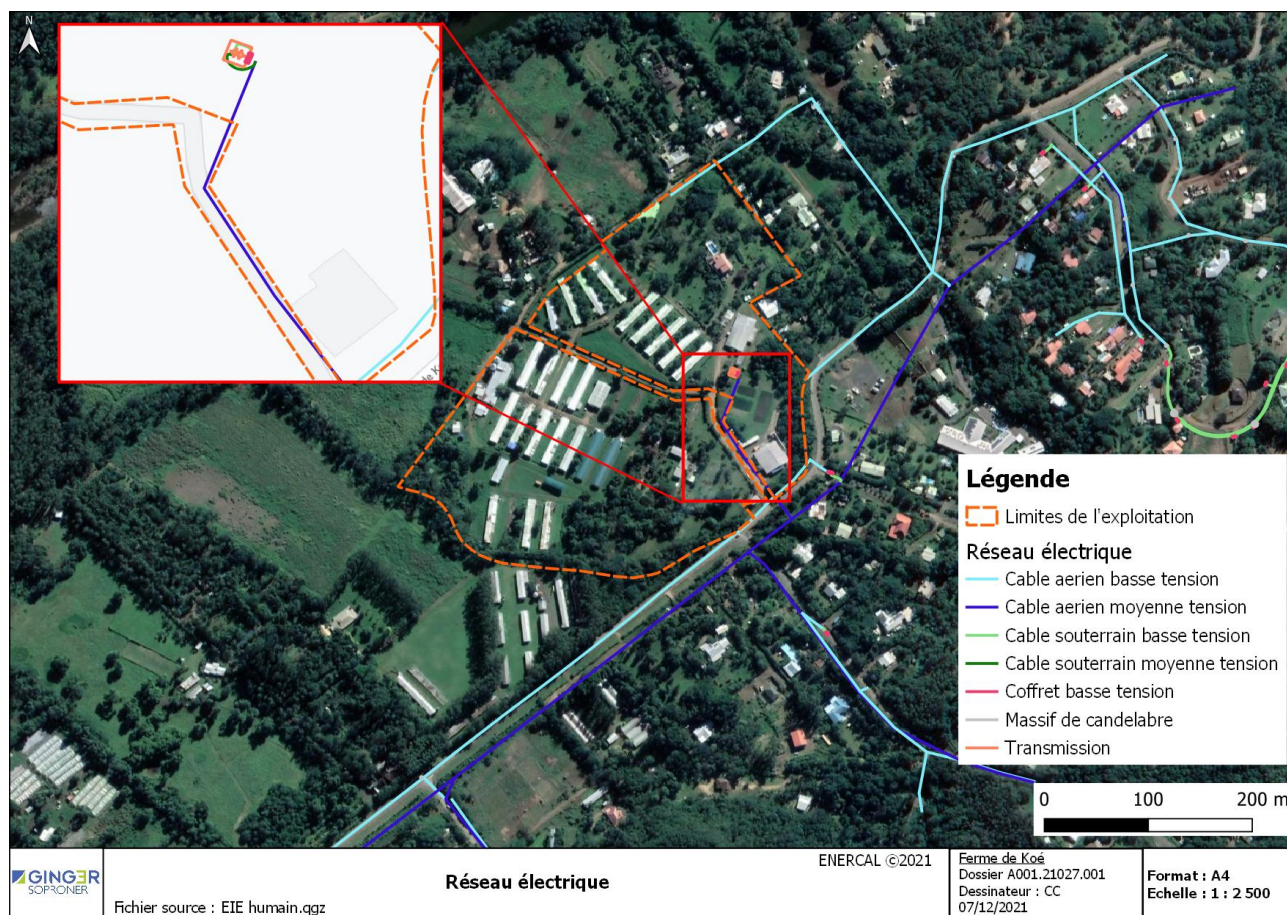 N
de K
Légende
Limites de l'exploitation
Réseau électrique
Cable aérien basse tension
Cable aérien moyenne tension
Cable souterrain basse tension
Cable souterrain moyenne tension
Coffret basse tension
Massif de candelabre
Transmission
0 100 200 m
GINGER
SOPRONER
Fichier source : EIE humain.qgz
Réseau électrique
ENERCAL ©2021
Ferme de Koé
Dossier A001.21027.001
Dessinateur : CC
07/12/2021
Format : A4
Echelle : 1 : 2 500